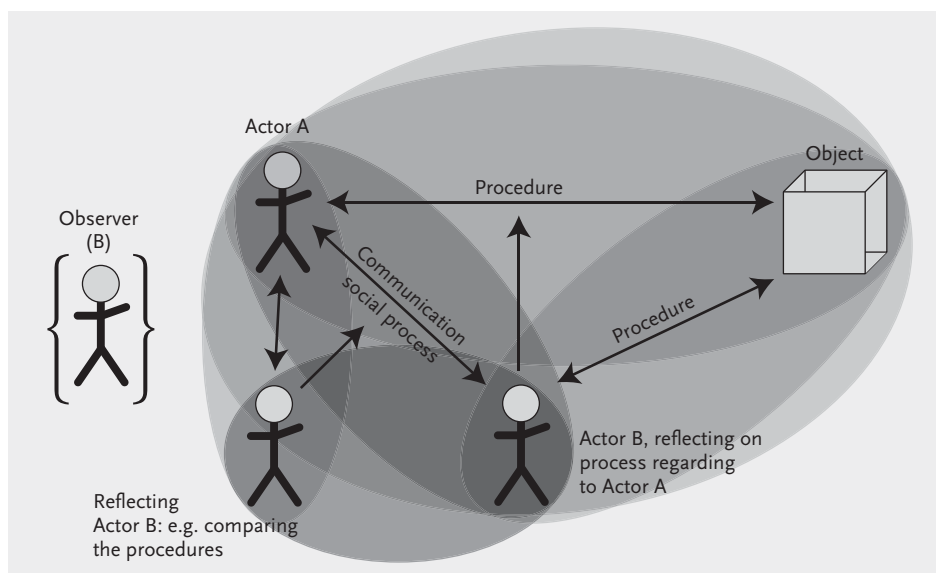 Actor A
Object
Procedure
Observer
(B)
Communication
social process
Procedure
Actor B, reflecting on
process regarding
to Actor A
Reflecting
Actor B: e.g. comparing
the procedures